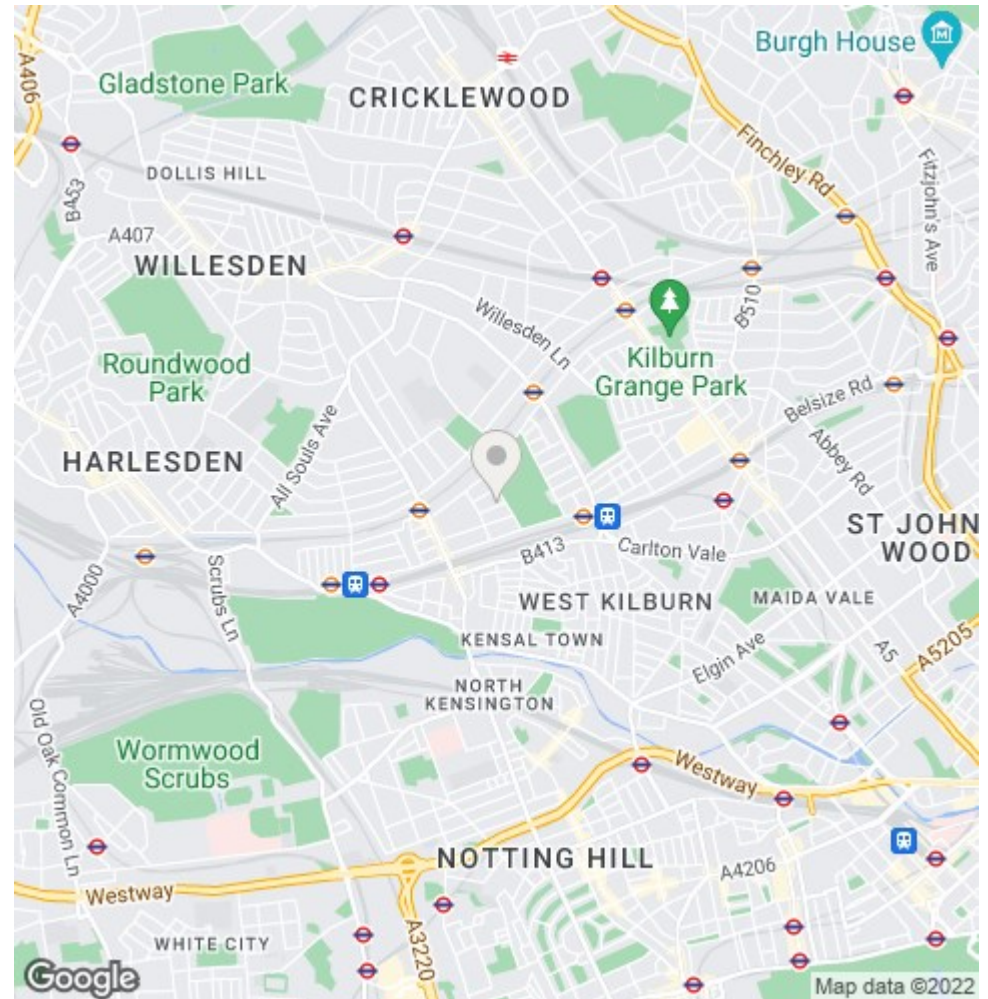 Burgh House
A406
Gladstone Park
CRICKLEWOOD
Finchley Rd
Fitzjohn's Ave
DOLLIS HILL
B453
A407
WILLESDEN
Willesden Ln
B510
Roundwood
Park
Kilburn
Grange Park
Belsize Rd
All Souls Ave
Abbey Rd
HARLESDEN
ST JOHN
WOOD
B413
Carlton Vale
A4000
Scrubs Ln
WEST KILBURN
MAIDA VALE
KENSAL TOWN
Elgin Ave
A5
A5205
NORTH
KENSINGTON
Old Oak Common Ln
Wormwood
Scrubs
Westway
NOTTING HILL
A4206
Westway
A3220
WHITE CITY
Google
Map data ©2022